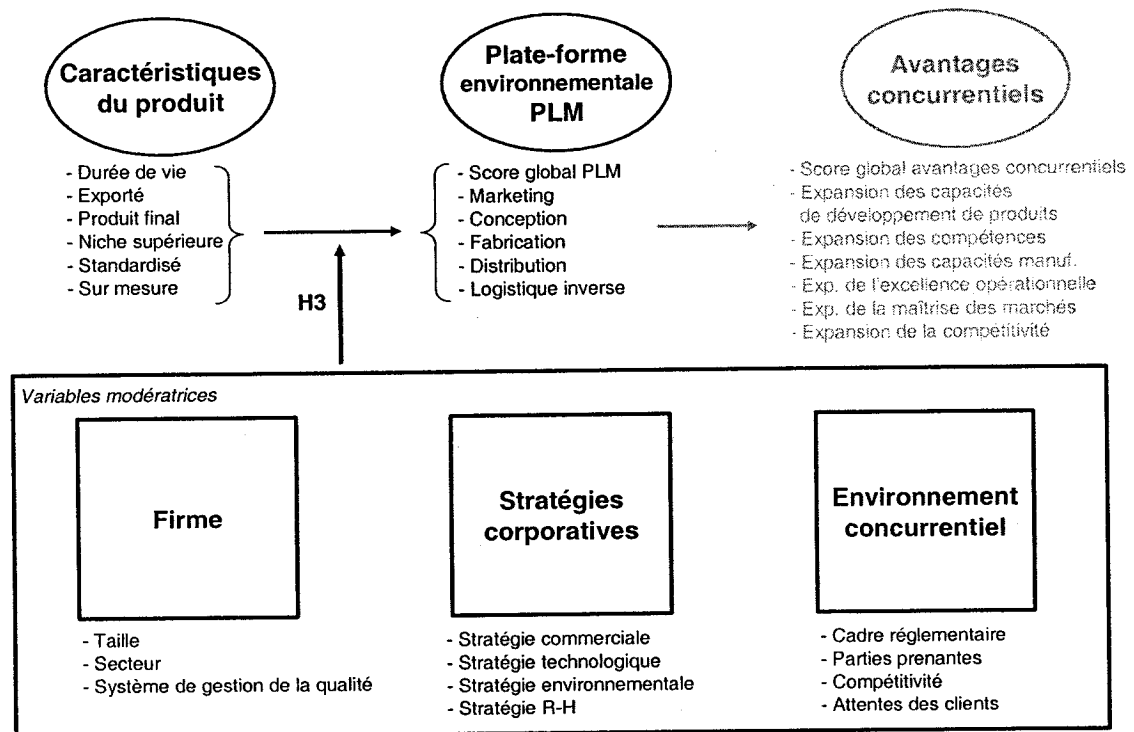 Caractéristiques
du produit
- Durée de vie
- Exporté
- Produit final
- Niche supérieure
- Standardisé
- Sur mesure
H3
Plate-forme
environnementale
PLM
- Score global PLM
- Marketing
- Conception
- Fabrication
- Distribution
- Logistique inverse
Avantages
concurrentiels
- Score global avantages concurrentiels
- Expansion des capacités
de développement de produits
- Expansion des compétences
- Expansion des capacités manuf.
- Exp. de l'excellence opérationnelle
- Exp. de la maîtrise des marchés
- Expansion de la compétitivité
Variables modératrices
Firme
- Taille
- Secteur
- Système de gestion de la qualité
Stratégies
corporatives
- Stratégie commerciale
- Stratégie technologique
- Stratégie environnementale
- Stratégie R-H
Environnement
concurrentiel
- Cadre réglementaire
- Parties prenantes
- Compétitivité
- Attentes des clients